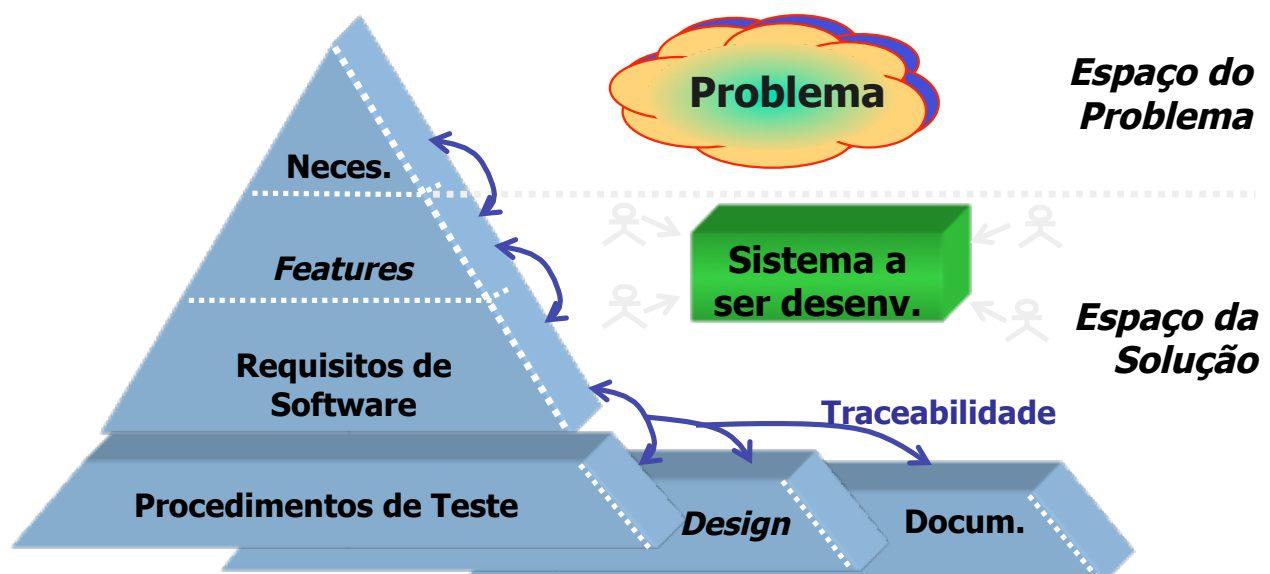 Problema
Espaço do
Problema
Neces.
Features
Sistema a
ser desenv.
Espaço da
Solução
Requisitos de
Software
Traceabilidade
Procedimentos de Teste
Design
Docum.